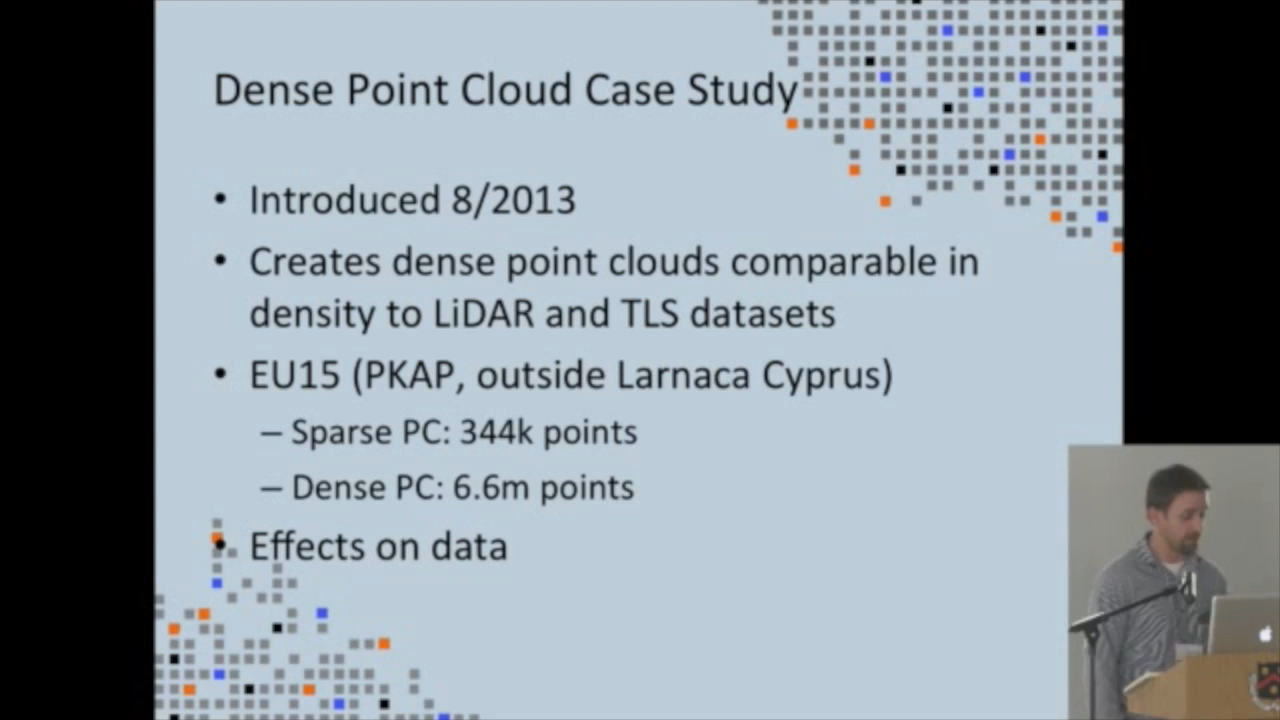 Dense Point Cloud Case Study
• Introduced 8/2013
• Creates dense point clouds comparable in
density to LiDAR and TLS datasets
• EU15 (PKAP, outside Larnaca Cyprus)
– Sparse PC: 344k points
– Dense PC: 6.6m points
• Effects on data